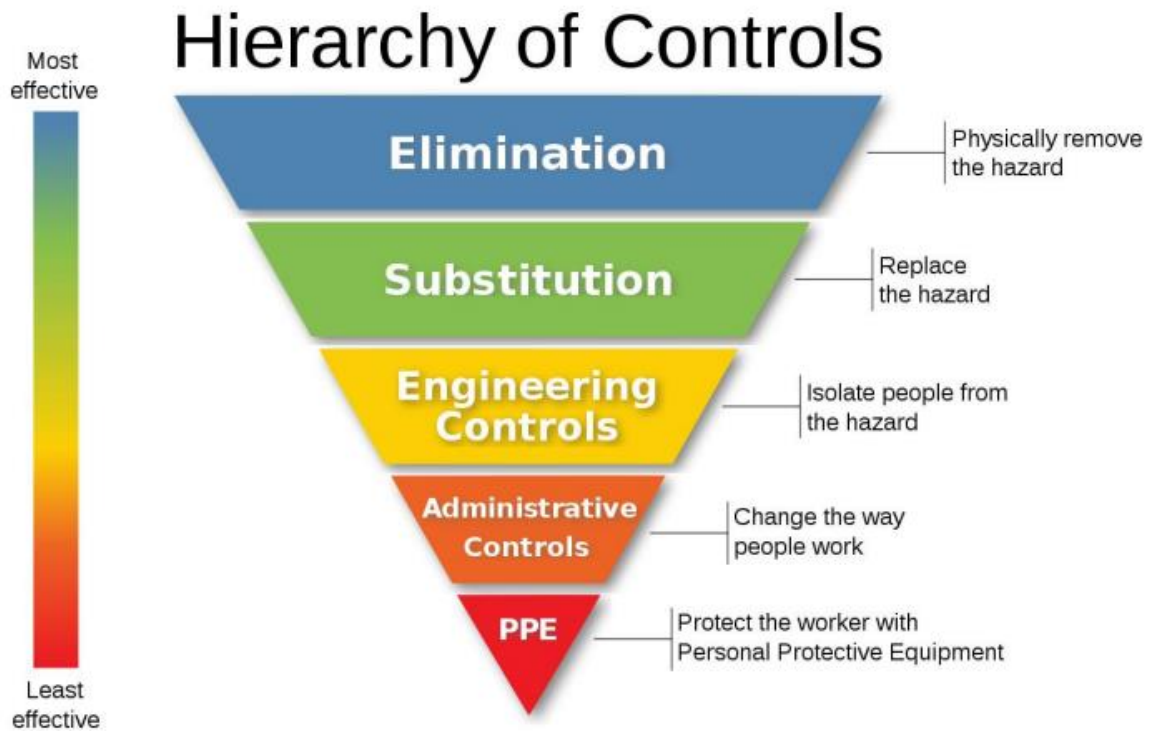 Hierarchy of Controls
Most
effective
Elimination
Physically remove
the hazard
Substitution
Replace
the hazard
Engineering
Controls
Isolate people from
the hazard
Administrative
Controls
Change the way
people work
PPE
Protect the worker with
Personal Protective Equipment
Least
effective